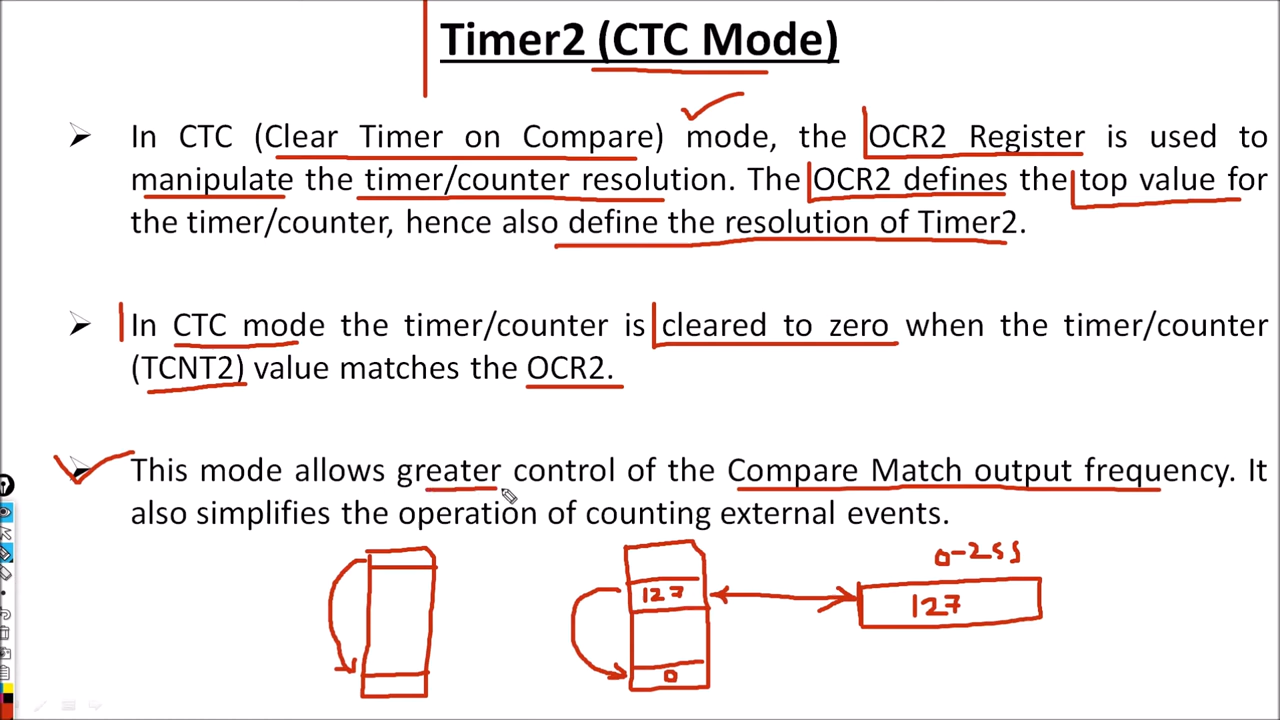 Timer2 (CTC Mode)
➢ In CTC (Clear Timer on Compare) mode, the OCR2 Register is used to
manipulate the timer/counter resolution. The OCR2 defines the top value for
the timer/counter, hence also define the resolution of Timer2.
➢ In CTC mode the timer/counter is cleared to zero when the timer/counter
(TCNT2) value matches the OCR2.
➢ This mode allows greater control of the Compare Match output frequency. It
also simplifies the operation of counting external events.
0-255
127
127
0